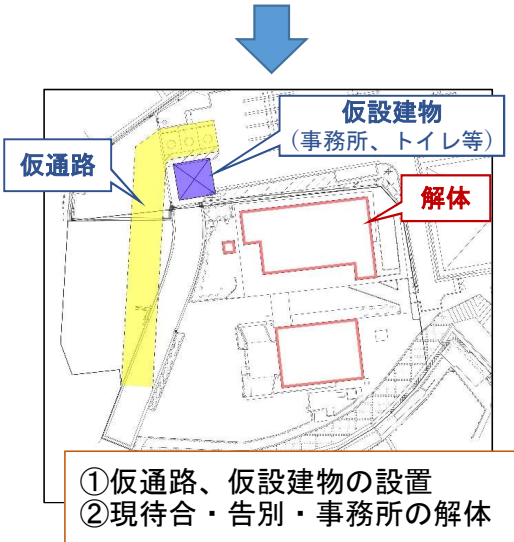 仮設建物
（事務所、トイレ等）
仮通路
解体
①仮通路、仮設建物の設置
②現待合・告別・事務所の解体